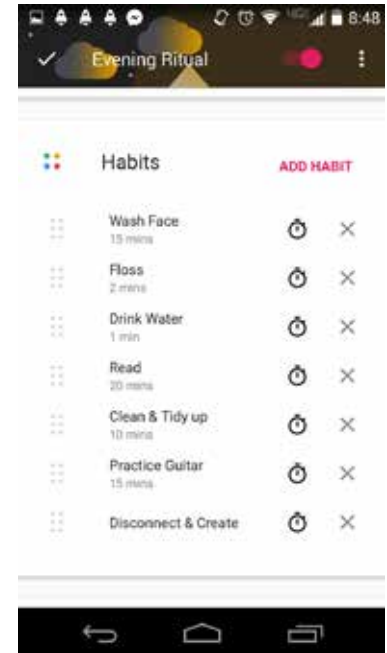 8:48
Evening Ritual
Habits
ADD HABIT
Wash Face
15 mins
Floss
2 mins
Drink Water
1 min
Read
20 mins
Clean & Tidy up
10 mins
Practice Guitar
15 mins
Disconnect & Create